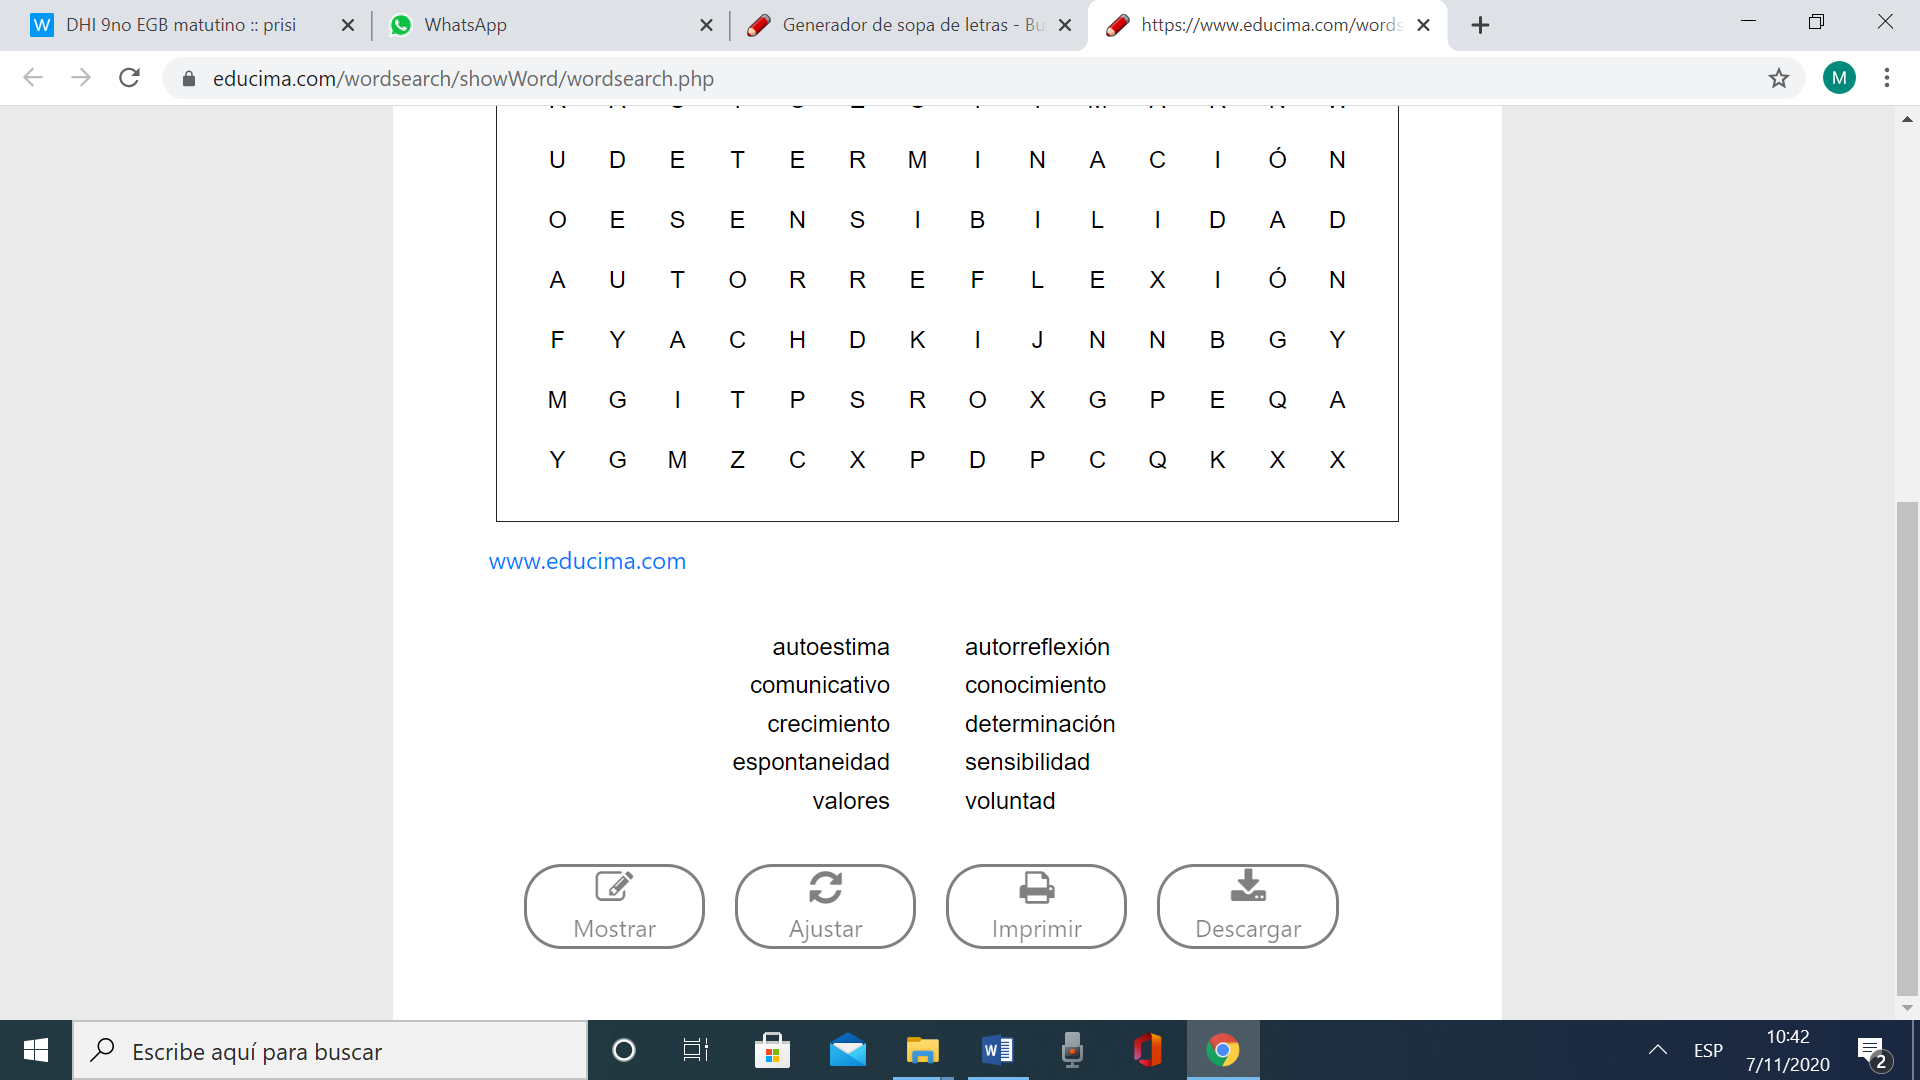 DHI 9no EGB matutino :: prisi
WhatsApp
Generador de sopa de letras - Bu
https://www.educima.com/words
educima.com/wordsearch/showWord/wordsearch.php
M
U D E T E R M I N A C I Ó N
O E S E N S I B I L I D A D
A U T O R R E F L E X I Ó N
F Y A C H D K I J N N B G Y
M G I T P S R O X G P E Q A
Y G M Z C X P D P C Q K X X
www.educima.com
autoestima autorreflexión
comunicativo conocimiento
crecimiento determinación
espontaneidad sensibilidad
valores voluntad
Mostrar Ajustar Imprimir Descargar
Escribe aquí para buscar
ESP
10:42
7/11/2020
2